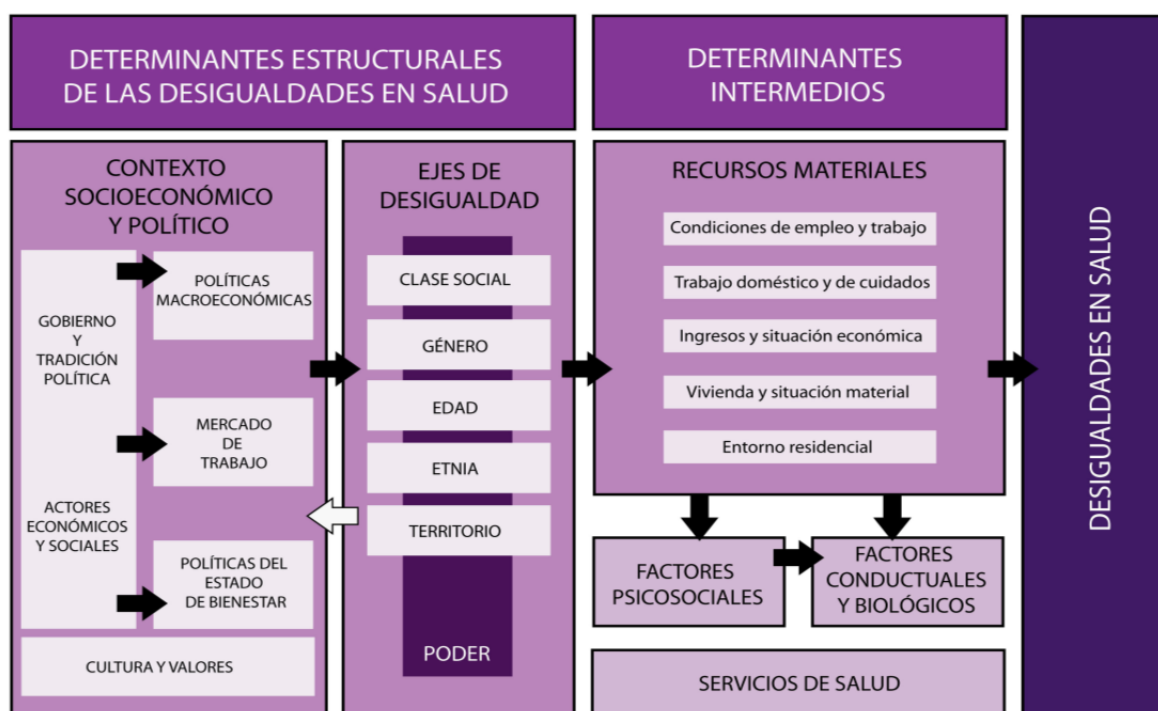 DETERMINANTES ESTRUCTURALES
DE LAS DESIGUALDADES EN SALUD
DETERMINANTES
INTERMEDIOS
CONTEXTO
SOCIOECONÓMICO
Y POLÍTICO
GOBIERNO
Y
TRADICIÓN
POLÍTICA
ACTORES
ECONÓMICOS
Y SOCIALES
POLÍTICAS
MACROECONÓMICAS
MERCADO
DE
TRABAJO
POLÍTICAS DEL
ESTADO
DE BIENESTAR
CULTURA Y VALORES
EJES DE
DESIGUALDAD
CLASE SOCIAL
GÉNERO
EDAD
ETNIA
TERRITORIO
PODER
RECURSOS MATERIALES
Condiciones de empleo y trabajo
Trabajo doméstico y de cuidados
Ingresos y situación económica
Vivienda y situación material
Entorno residencial
FACTORES
PSICOSOCIALES
FACTORES
CONDUCTUALES
Y BIOLÓGICOS
SERVICIOS DE SALUD
DESIGUALDADES EN SALUD